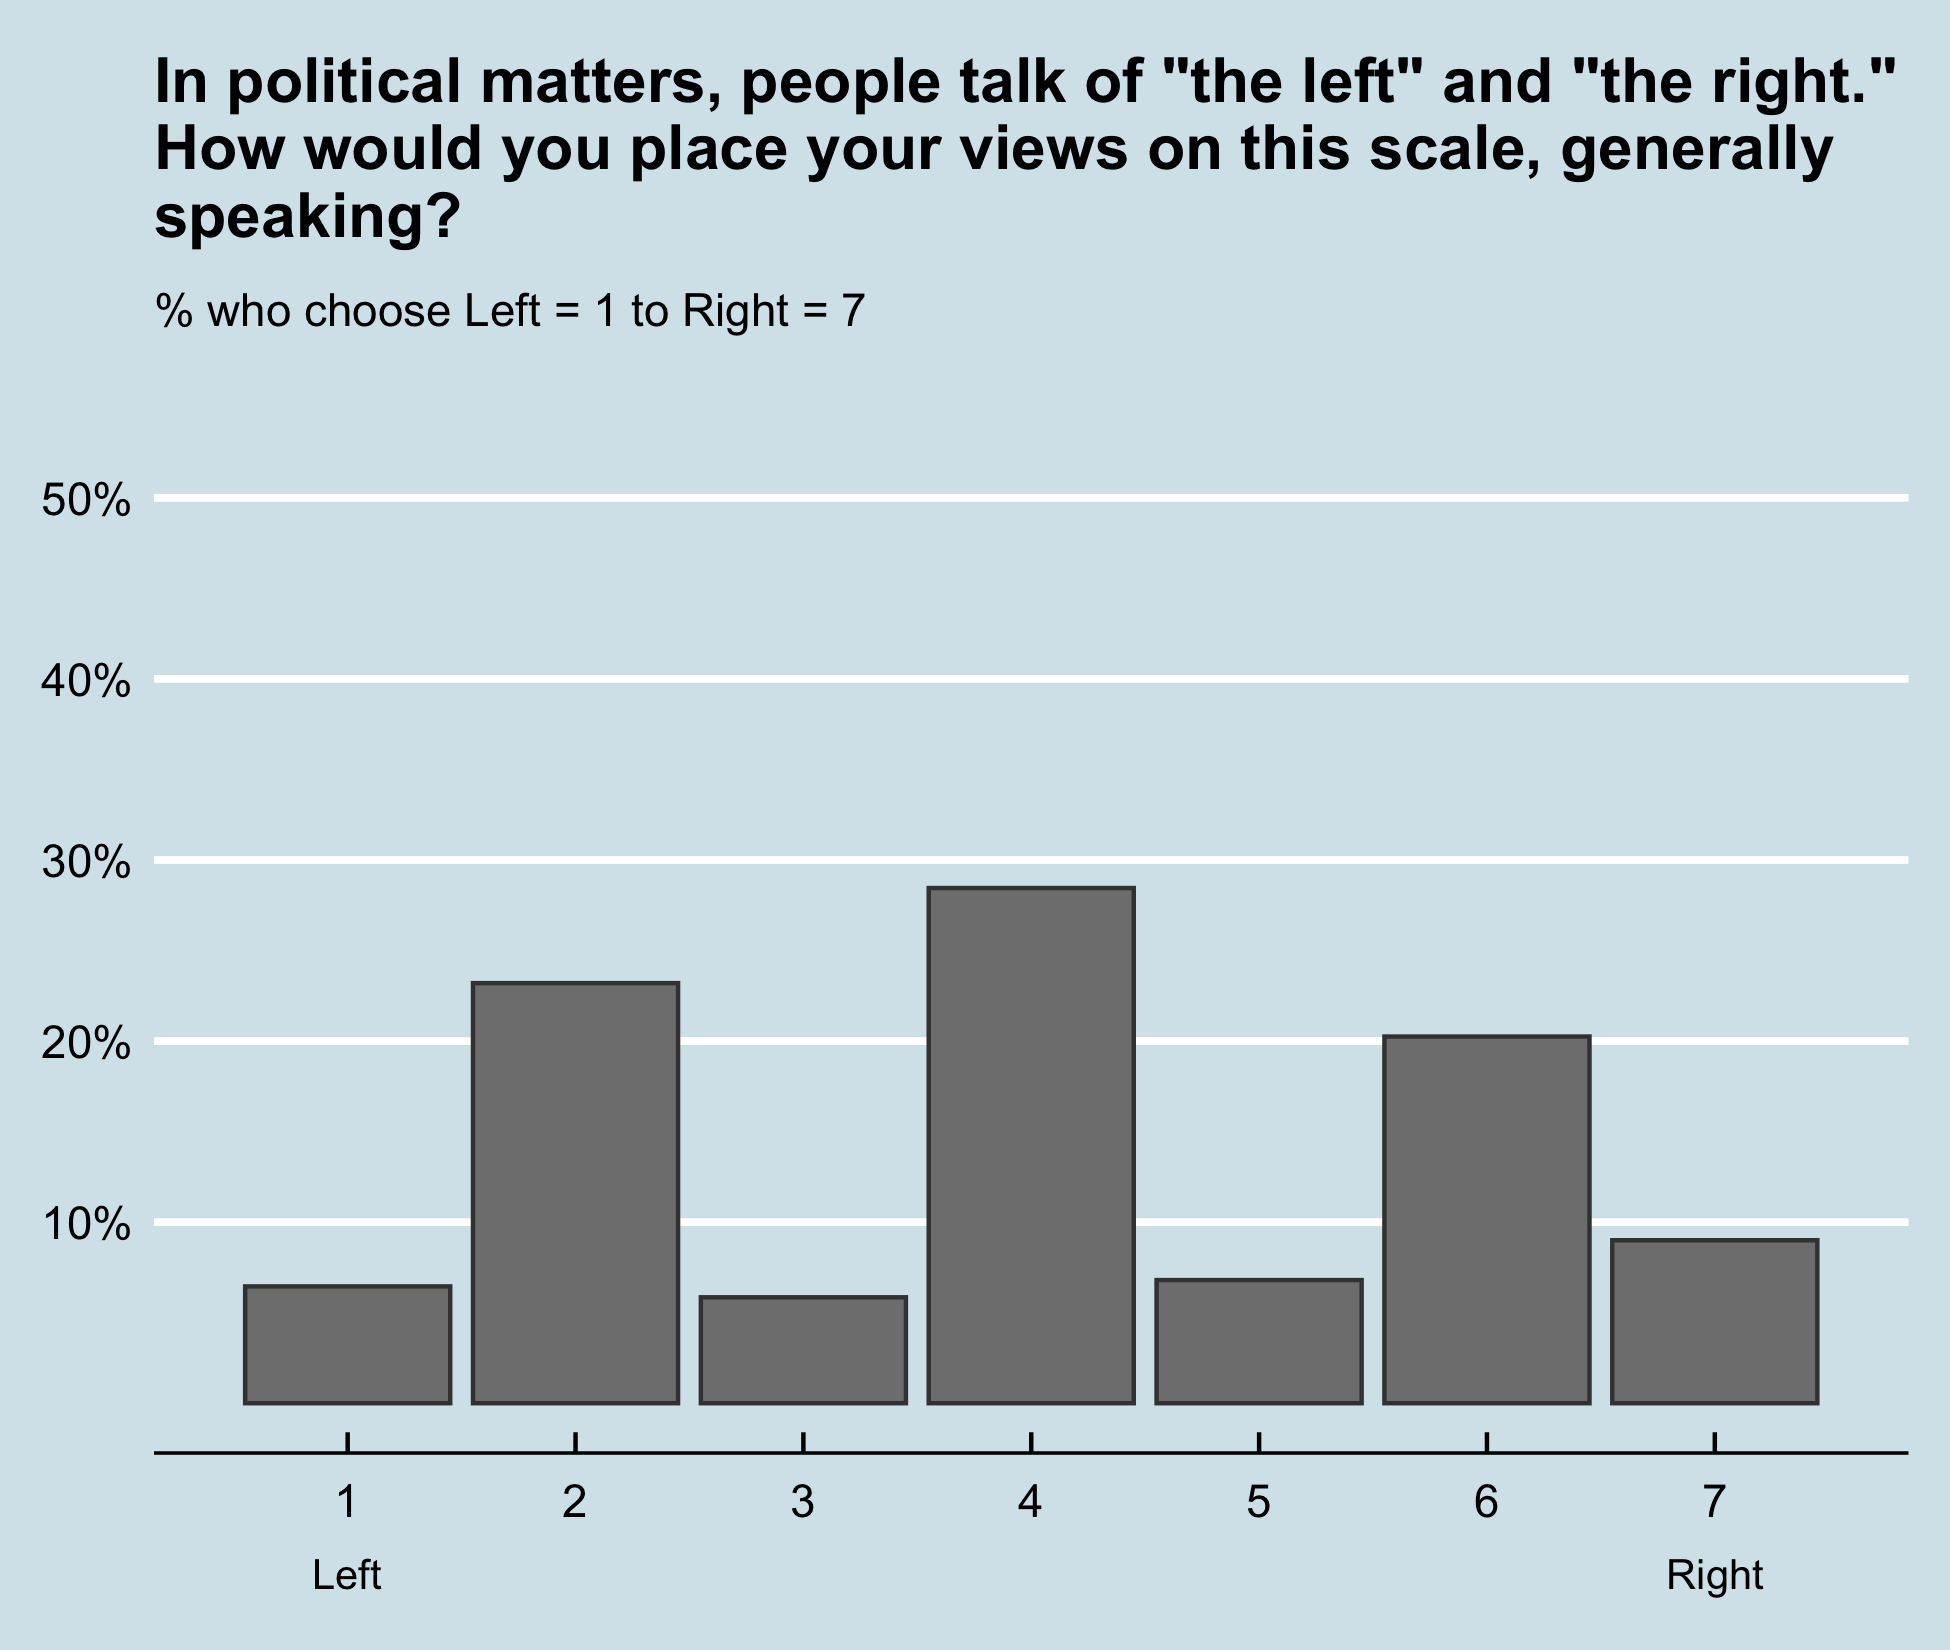 In political matters, people talk of "the left" and "the right."
How would you place your views on this scale, generally
speaking?
% who choose Left = 1 to Right = 7
50%
40%
30%
20%
10%
1 2 3 4 5 6 7
Left Right